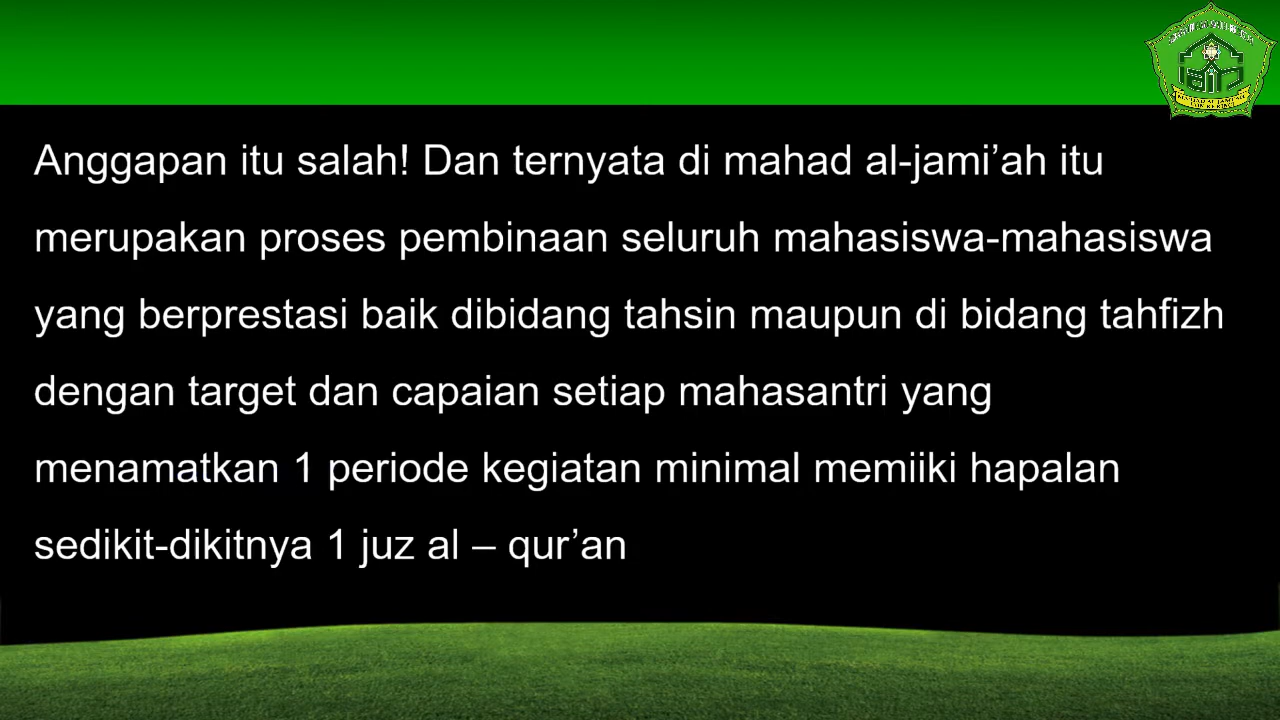 Anggapan itu salah! Dan ternyata di mahad al-jami’ah itu
merupakan proses pembinaan seluruh mahasiswa-mahasiswa
yang berprestasi baik dibidang tahsin maupun di bidang tahfizh
dengan target dan capaian setiap mahasantri yang
menamatkan 1 periode kegiatan minimal memiiki hapalan
sedikit-dikitnya 1 juz al – qur’an